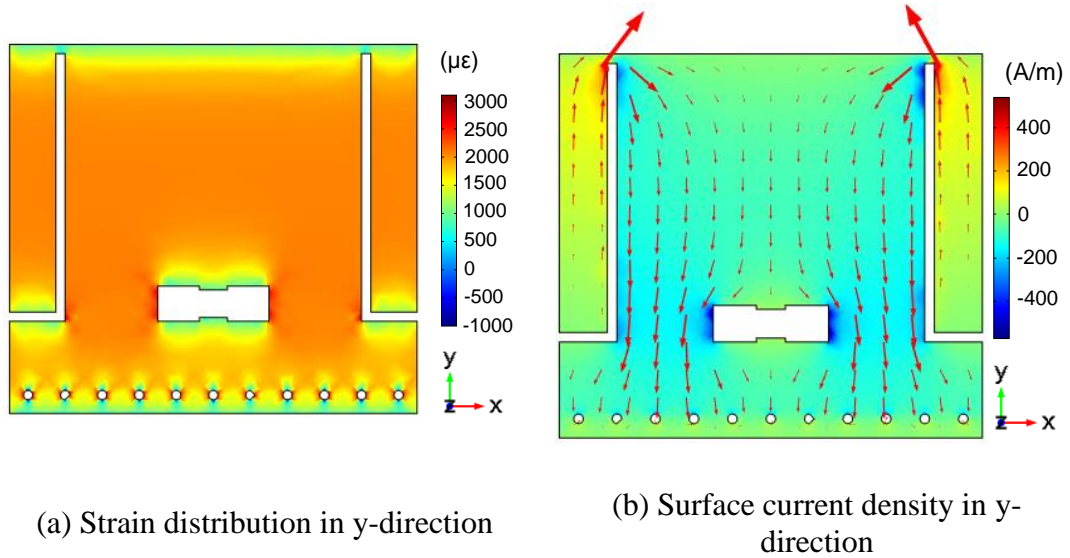 (με)
3000
2500
2000
1500
1000
500
0
-500
-1000
y
z
x
(A/m)
400
200
0
-200
-400
y
z
x
(a) Strain distribution in y-direction
(b) Surface current density in y-
direction